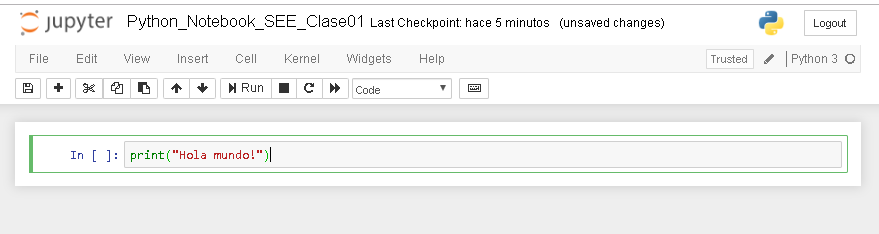 jupyter Python_Notebook_SEE_Clase01 Last Checkpoint: hace 5 minutos (unsaved changes) Logout
File Edit View Insert Cell Kernel Widgets Help Trusted Python 3
Run Code
In [ ]: print("Hola mundo!")